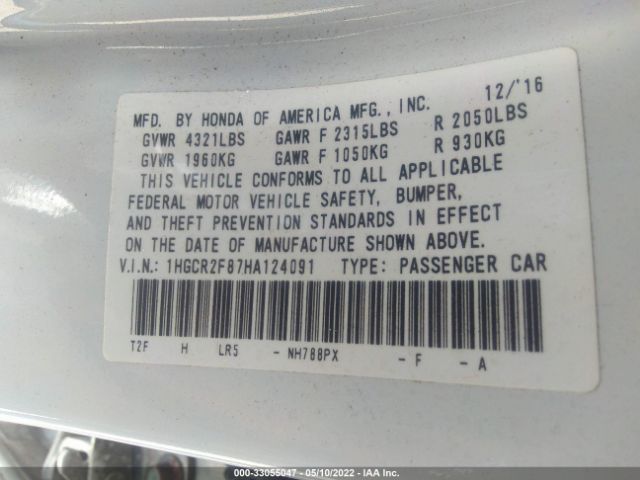 MFD. BY HONDA OF AMERICA MFG., INC. 12/'16
GVWR 4321LBS GAWR F 2315LBS R 2050LBS
GVWR 1960KG GAWR F 1050KG R 930KG
THIS VEHICLE CONFORMS TO ALL APPLICABLE
FEDERAL MOTOR VEHICLE SAFETY, BUMPER,
AND THEFT PREVENTION STANDARDS IN EFFECT
ON THE DATE OF MANUFACTURE SHOWN ABOVE.
V.I.N.: 1HGCR2F87HA124091 TYPE: PASSENGER CAR
T2F H LR5 - NH788PX - F - A
000-33055047 - 05/10/2022 - IAA Inc.